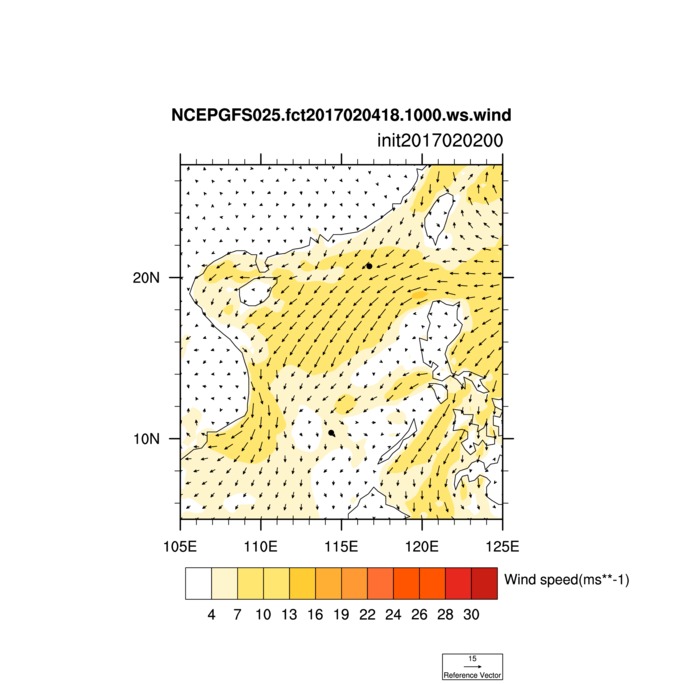 NCEPGFS025.fct2017020418.1000.ws.wind
init2017020200
20N
10N
105E 110E 115E 120E 125E
Wind speed(ms**-1)
4 7 10 13 16 19 22 24 26 28 30
15
Reference Vector